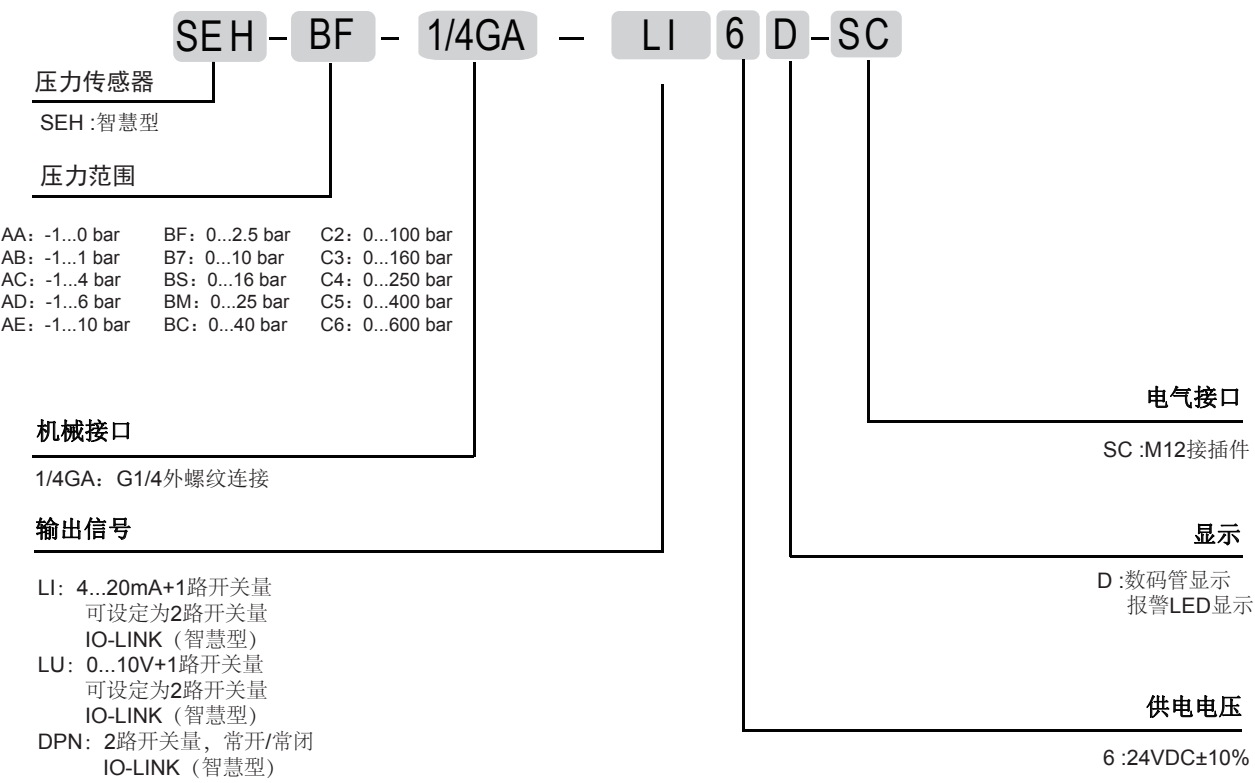 SEH – BF – 1/4GA – LI 6 D – SC
压力传感器
SEH :智慧型
压力范围
AA：-1...0 bar BF：0...2.5 bar C2：0...100 bar
AB：-1...1 bar B7：0...10 bar C3：0...160 bar
AC：-1...4 bar BS：0...16 bar C4：0...250 bar
AD：-1...6 bar BM：0...25 bar C5：0...400 bar
AE：-1...10 bar BC：0...40 bar C6：0...600 bar
机械接口
1/4GA：G1/4外螺纹连接
输出信号
LI：4...20mA+1路开关量
可设定为2路开关量
IO-LINK（智慧型）
LU：0...10V+1路开关量
可设定为2路开关量
IO-LINK（智慧型）
DPN：2路开关量，常开/常闭
IO-LINK（智慧型）
电气接口
SC :M12接插件
显示
D :数码管显示
报警LED显示
供电电压
6 :24VDC±10%